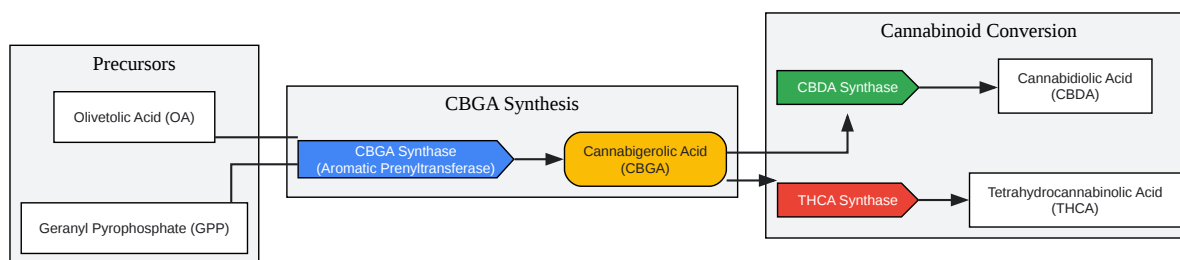 Precursors
Olivetolic Acid (OA)
Geranyl Pyrophosphate (GPP)
CBGA Synthesis
CBGA Synthase
(Aromatic Prenyltransferase)
Cannabigerolic Acid
(CBGA)
Cannabinoid Conversion
CBDA Synthase
Cannabidiolic Acid
(CBDA)
THCA Synthase
Tetrahydrocannabinolic Acid
(THCA)